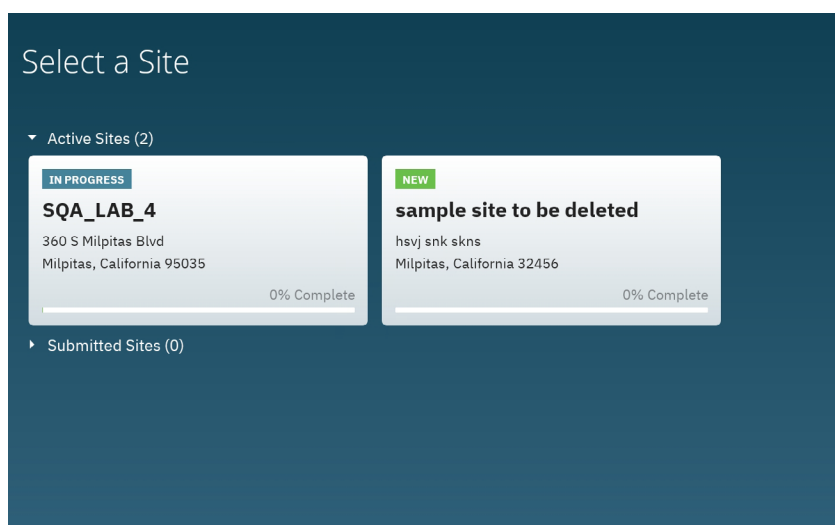 Select a Site
Active Sites (2)
IN PROGRESS
SQA_LAB_4
360 S Milpitas Blvd
Milpitas, California 95035
0% Complete
NEW
sample site to be deleted
hsvj snk skns
Milpitas, California 32456
0% Complete
Submitted Sites (0)